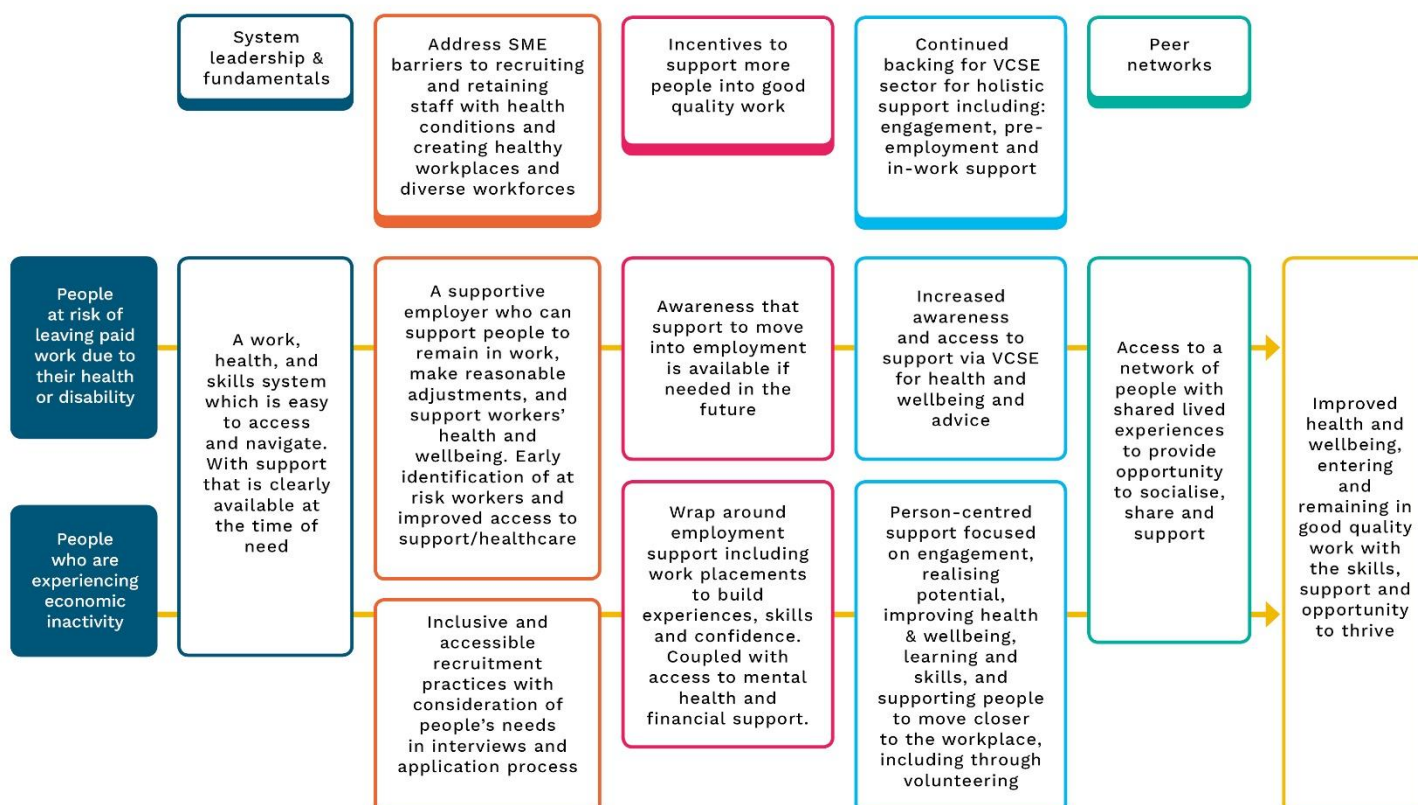 System
leadership &
fundamentals
Address SME
barriers to recruiting
and retaining
staff with health
conditions and
creating healthy
workplaces and
diverse workforces
Incentives to
support more
people into good
quality work
Continued
backing for VCSE
sector for holistic
support including:
engagement, pre-
employment and
in-work support
Peer
networks
People
at risk of
leaving paid
work due to
their health
or disability
People
who are
experiencing
economic
inactivity
A work,
health, and
skills system
which is easy
to access
and navigate.
With support
that is clearly
available at
the time of
need
A supportive
employer who can
support people to
remain in work,
make reasonable
adjustments, and
support workers’
health and
wellbeing. Early
identification of at
risk workers and
improved access to
support/healthcare
Inclusive and
accessible
recruitment
practices with
consideration of
people’s needs
in interviews and
application process
Awareness that
support to move
into employment
is available if
needed in the
future
Wrap around
employment
support including
work placements
to build
experiences, skills
and confidence.
Coupled with
access to mental
health and
financial support.
Increased
awareness
and access to
support via VCSE
for health and
wellbeing and
advice
Person-centred
support focused
on engagement,
realising
potential,
improving health
& wellbeing,
learning and
skills, and
supporting people
to move closer
to the workplace,
including through
volunteering
Access to a
network of
people with
shared lived
experiences
to provide
opportunity
to socialise,
share and
support
Improved
health and
wellbeing,
entering
and
remaining in
good quality
work with
the skills,
support and
opportunity
to thrive